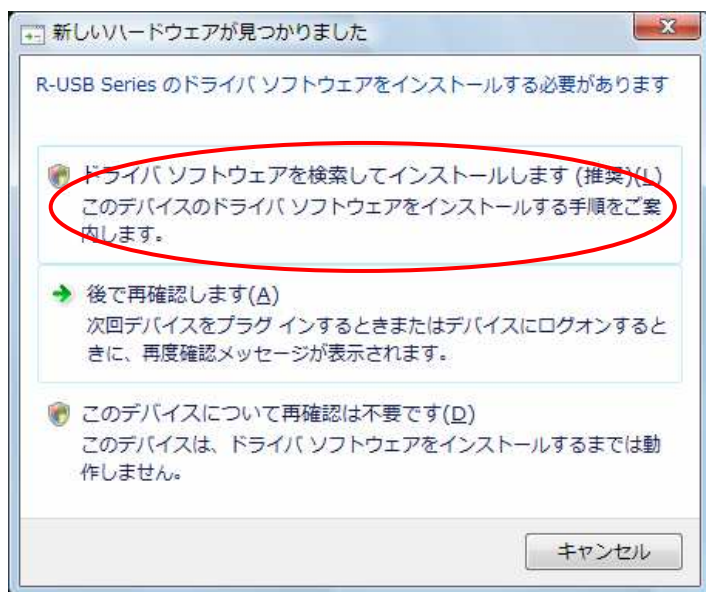 新しいハードウェアが見つかりました
R-USB Series のドライバ ソフトウェアをインストールする必要があります
ドライバ ソフトウェアを検索してインストールします (推奨)(L)
このデバイスのドライバ ソフトウェアをインストールする手順をご案
内します。
後で再確認します(A)
次回デバイスをプラグ インするときまたはデバイスにログオンすると
きに、再度確認メッセージが表示されます。
このデバイスについて再確認は不要です(D)
このデバイスは、ドライバ ソフトウェアをインストールするまでは動
作しません。
キャンセル